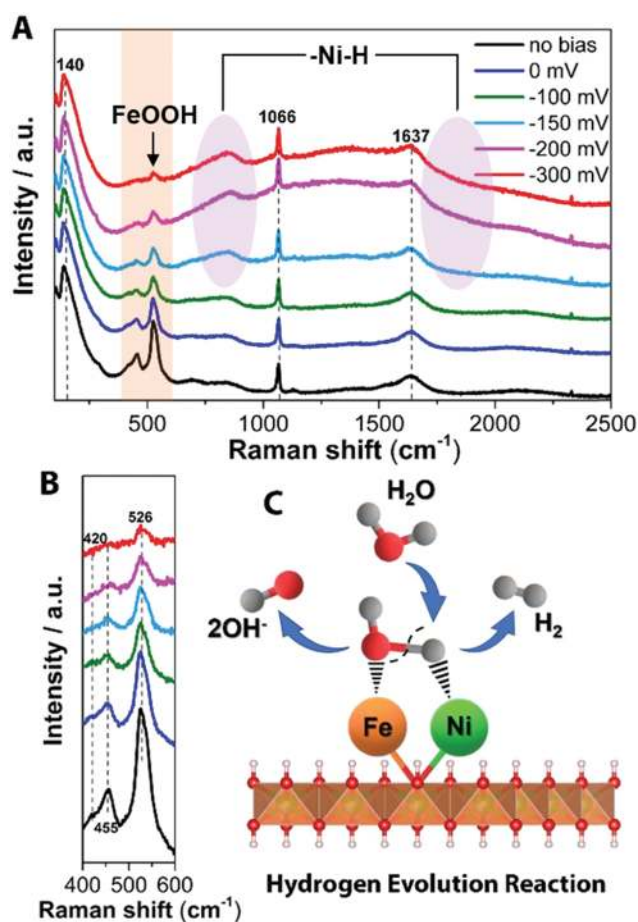 A
Intensity / a.u.
140
FeOOH
-Ni-H
1066
1637
no bias
0 mV
-100 mV
-150 mV
-200 mV
-300 mV
500
1000
1500
2000
2500
Raman shift (cm⁻¹)
B
Intensity / a.u.
420
526
455
400
500
600
Raman shift (cm⁻¹)
C
H₂O
2OH⁻
H₂
Fe
Ni
Hydrogen Evolution Reaction